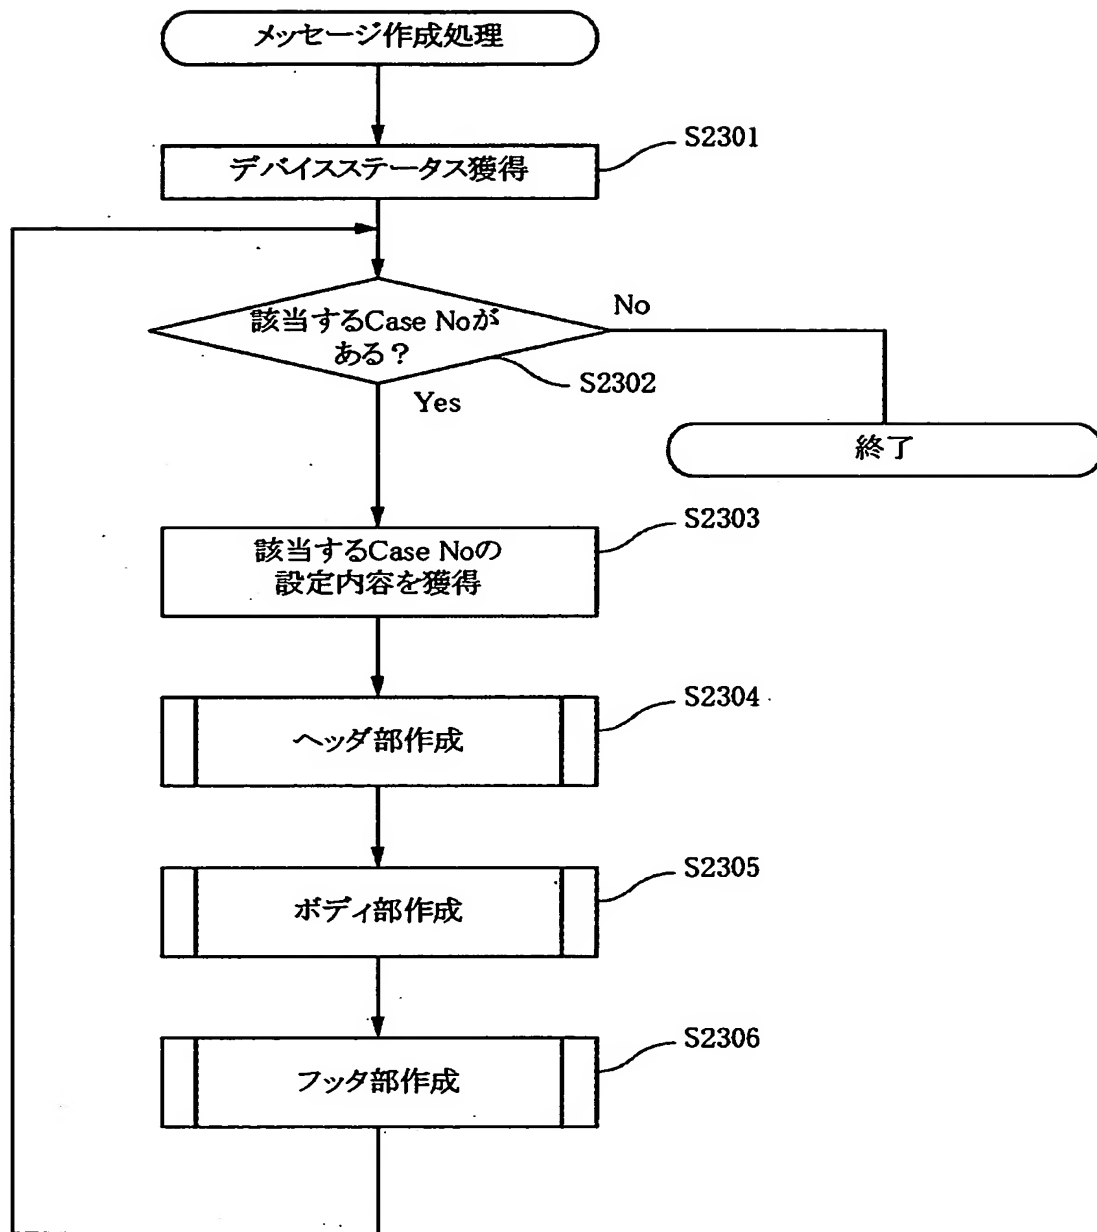 メッセージ作成処理
S2301
デバイスステータス獲得
No
該当するCase Noが
ある?
S2302
Yes
終了
S2303
該当するCase Noの
設定内容を獲得
S2304
ヘッダ部作成
S2305
ボディ部作成
S2306
フッタ部作成